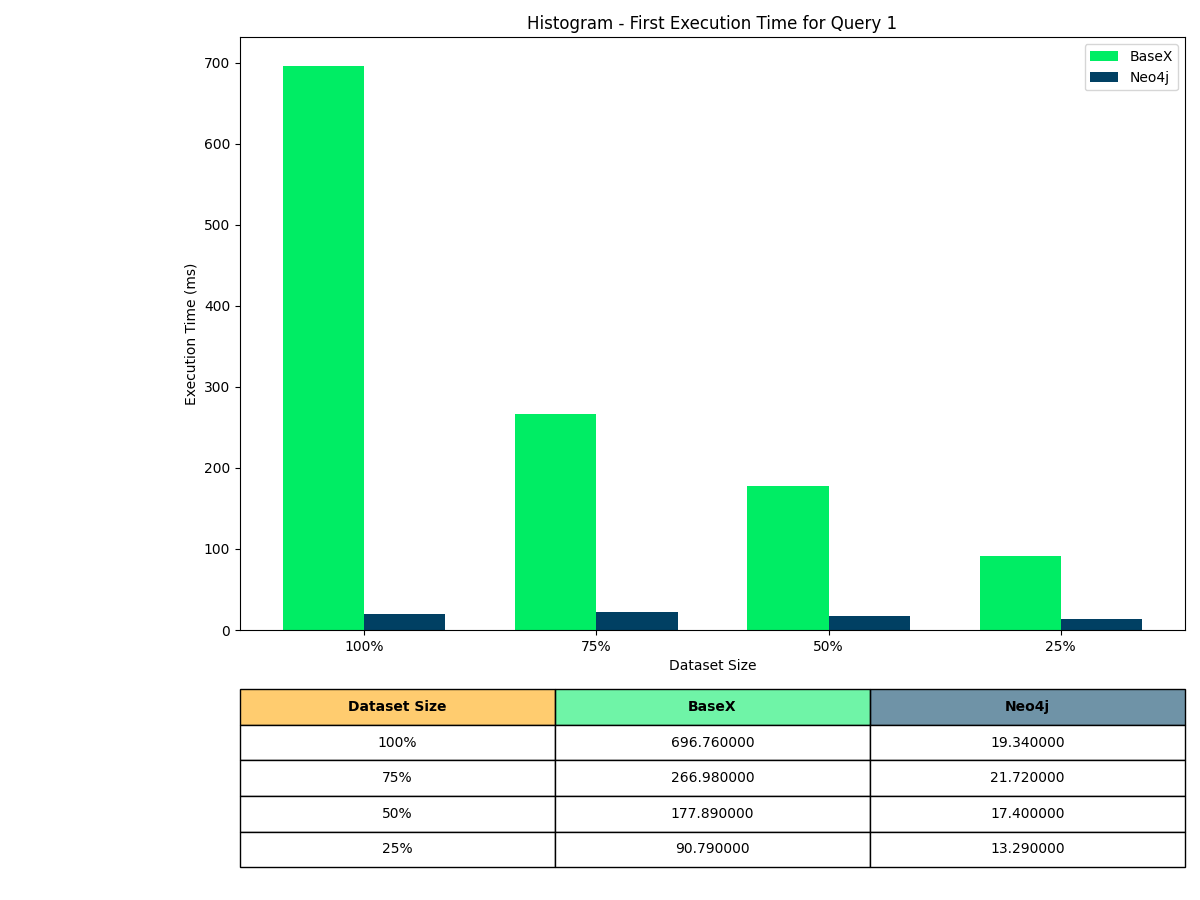 Histogram - First Execution Time for Query 1
BaseX
Neo4j
Execution Time (ms)
700
600
500
400
300
200
100
0
100% 75% 50% 25%
Dataset Size
Dataset Size BaseX Neo4j
100% 696.760000 19.340000
75% 266.980000 21.720000
50% 177.890000 17.400000
25% 90.790000 13.290000